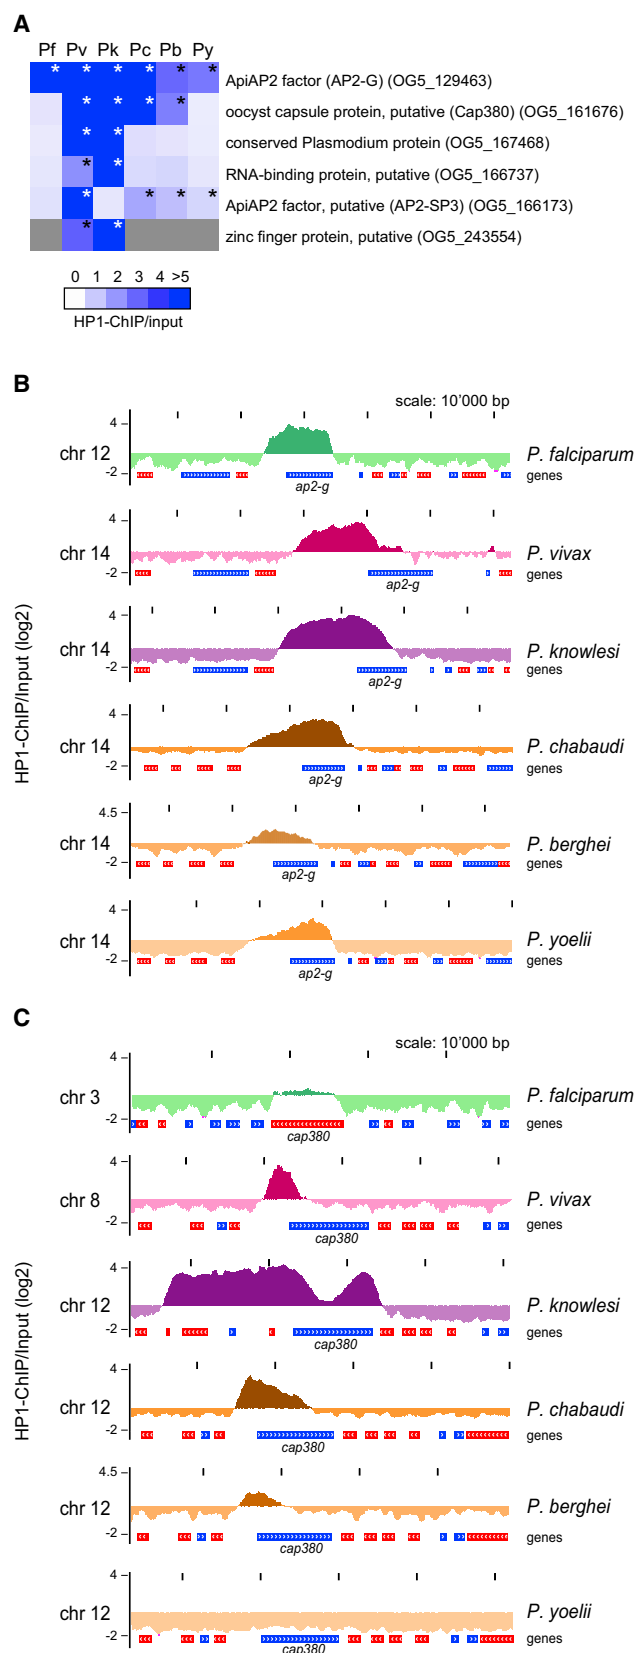 A
Pf Pv Pk Pc Pb Py
* * * * * * ApiAP2 factor (AP2-G) (OG5_129463)
* * * * oocyst capsule protein, putative (Cap380) (OG5_161676)
* * conserved Plasmodium protein (OG5_167468)
* * RNA-binding protein, putative (OG5_166737)
* * * * ApiAP2 factor, putative (AP2-SP3) (OG5_166173)
* * zinc finger protein, putative (OG5_243554)
0 1 2 3 4 >5
HP1-ChIP/input
B
scale: 10'000 bp
HP1-ChIP/Input (log2)
4
chr 12 P. falciparum
-2 genes
ap2-g
4
chr 14 P. vivax
-2 genes
ap2-g
4
chr 14 P. knowlesi
-2 genes
ap2-g
4
chr 14 P. chabaudi
-2 genes
ap2-g
4.5
chr 14 P. berghei
-2 genes
ap2-g
4
chr 14 P. yoelii
-2 genes
ap2-g
C
scale: 10'000 bp
HP1-ChIP/Input (log2)
4
chr 3 P. falciparum
-2 genes
cap380
4
chr 8 P. vivax
-2 genes
cap380
4
chr 12 P. knowlesi
-2 genes
cap380
4
chr 12 P. chabaudi
-2 genes
cap380
4.5
chr 12 P. berghei
-2 genes
cap380
4
chr 12 P. yoelii
-2 genes
cap380